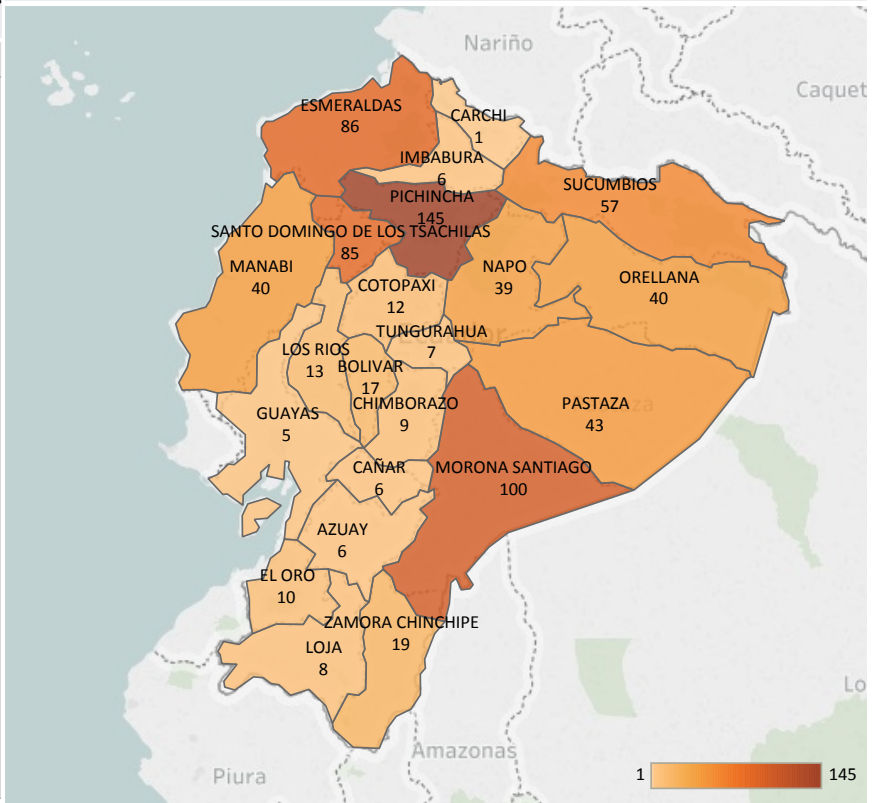 Nariño
Caquet
ESMERALDAS
86
CARCHI
1
IMBABURA
6
SUCUMBIOS
57
PICHINCHA
145
SANTO DOMINGO DE LOS TSACHILAS
85
MANABI
40
NAPO
39
ORELLANA
40
COTOPAXI
12
TUNGURAHUA
7
LOS RIOS
13
BOLIVAR
17
CHIMBORAZO
9
GUAYAS
5
PASTAZA
43
CAÑAR
6
MORONA SANTIAGO
100
AZUAY
6
EL ORO
10
ZAMORA CHINCHIPE
19
LOJA
8
Lo
Amazonas
Piura
1
145